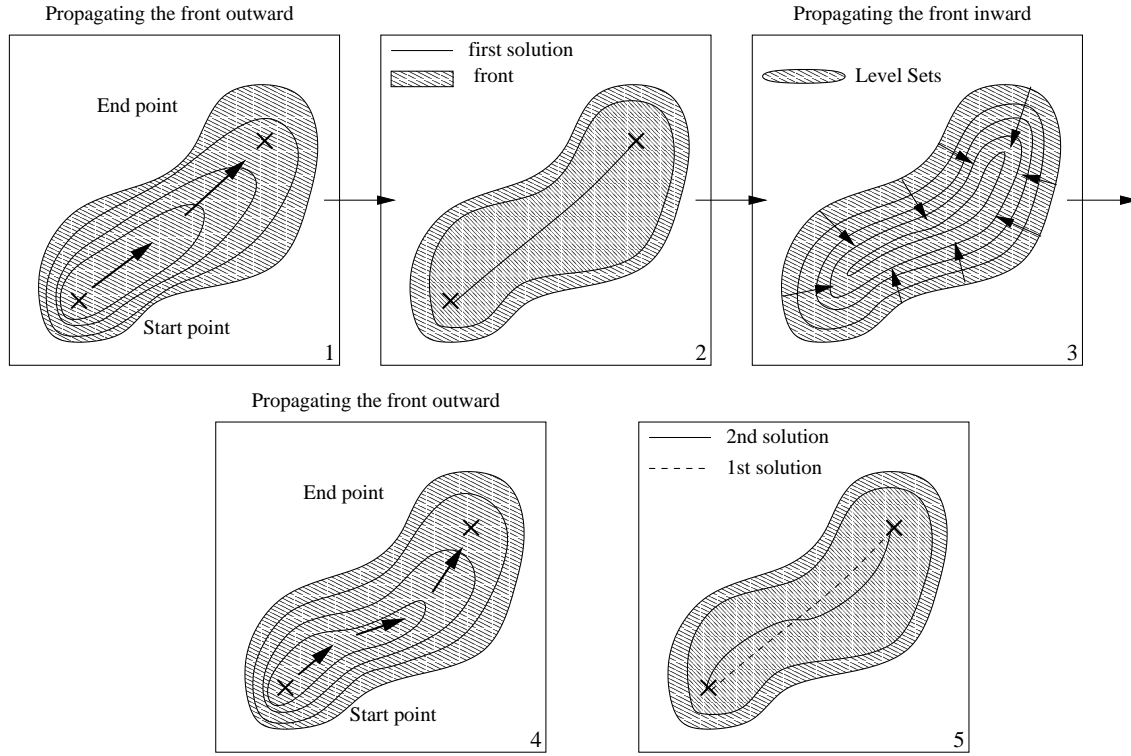 Propagating the front outward
Propagating the front inward
End point
Start point
1
first solution
front
2
Level Sets
3
Propagating the front outward
End point
Start point
4
2nd solution
1st solution
5